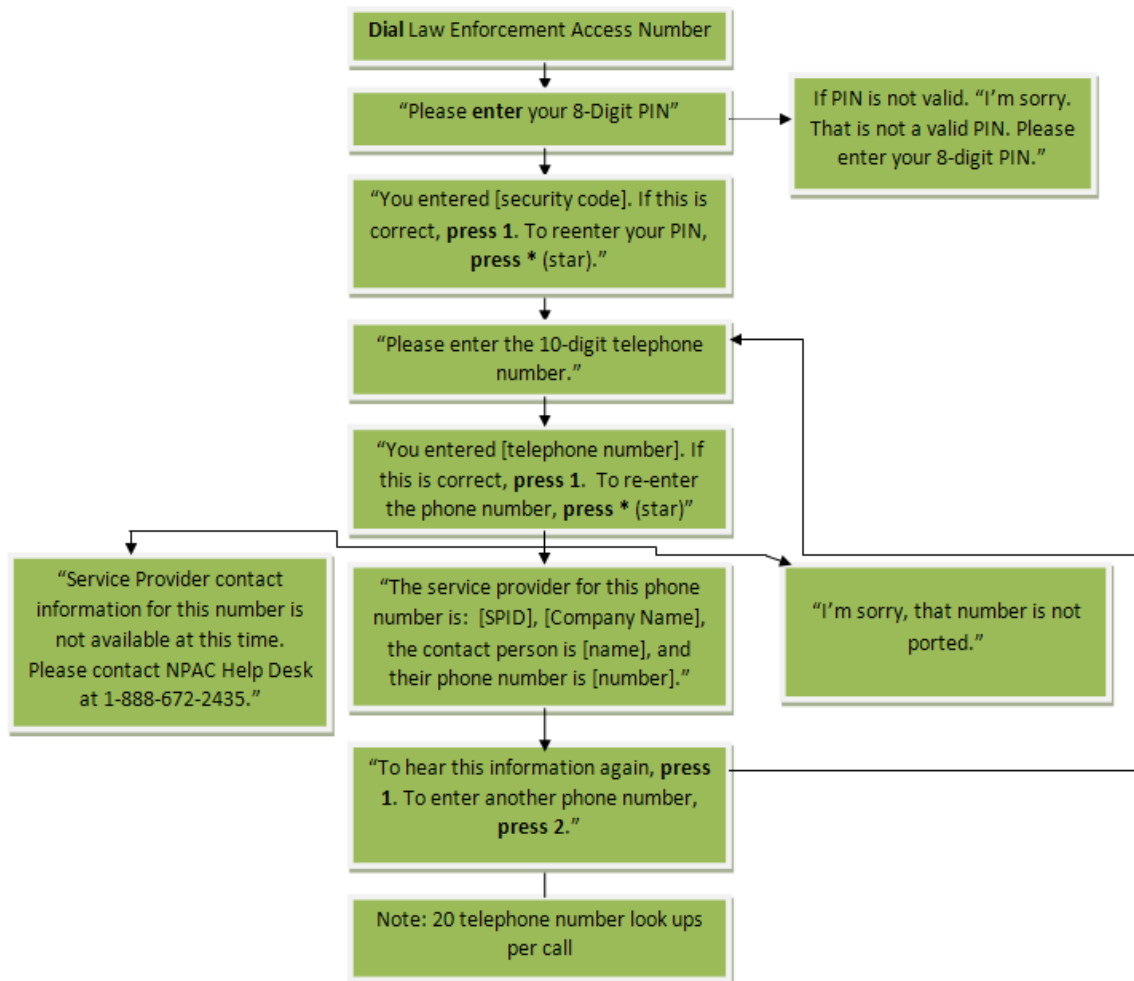 Dial Law Enforcement Access Number
“Please enter your 8-Digit PIN”
If PIN is not valid. “I’m sorry.
That is not a valid PIN. Please
enter your 8-digit PIN.”
“You entered [security code]. If this is
correct, press 1. To reenter your PIN,
press * (star).”
“Please enter the 10-digit telephone
number.”
“You entered [telephone number]. If
this is correct, press 1.  To re-enter
the phone number, press * (star)”
“Service Provider contact
information for this number is
not available at this time.
Please contact NPAC Help Desk
at 1-888-672-2435.”
“The service provider for this phone
number is:  [SPID], [Company Name],
the contact person is [name], and
their phone number is [number].”
“I’m sorry, that number is not
ported.”
“To hear this information again, press
1. To enter another phone number,
press 2.”
Note: 20 telephone number look ups
per call